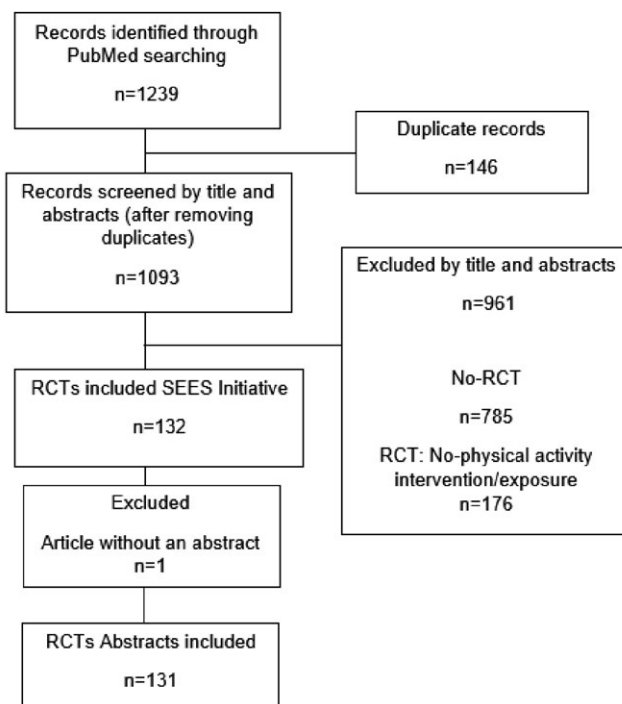 Records identified through
PubMed searching
n=1239
Duplicate records
n=146
Records screened by title and
abstracts (after removing
duplicates)
n=1093
Excluded by title and abstracts
n=961
No-RCT
n=785
RCT: No-physical activity
intervention/exposure
n=176
RCTs included SEES Initiative
n=132
Excluded
Article without an abstract
n=1
RCTs Abstracts included
n=131